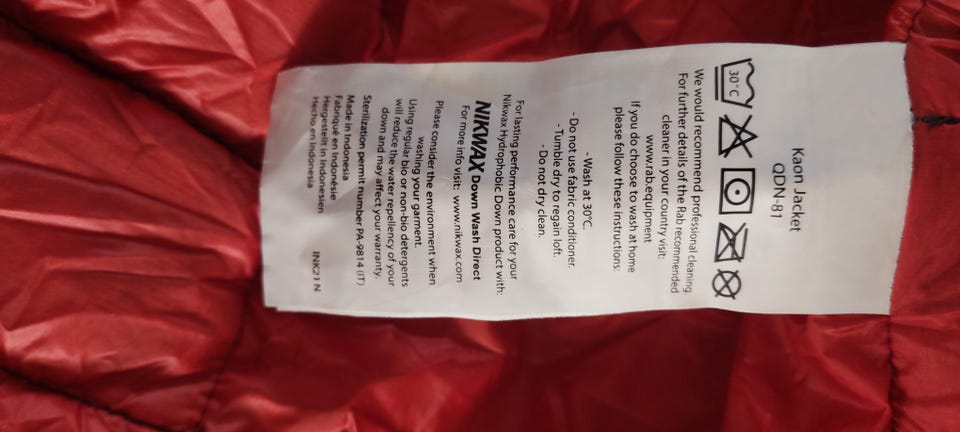 Kaon Jacket
QDN-81
30°C
We would recommend professional cleaning
For further details of the Rab recommended
cleaner in your country visit:
www.rab.equipment
If you do choose to wash at home
please follow these instructions:
- Wash at 30°C.
- Do not use fabric conditioner.
- Tumble dry to regain loft.
- Do not dry clean.
For lasting performance care for your
Nikwax Hydrophobic Down product with:
NIKWAX Down Wash Direct
For more info visit: www.nikwax.com
Please consider the environment when
washing your garment.
Using regular bio or non-bio detergents
will reduce the water repellency of your
down and may affect your warranty.
Sterilization permit number PA-9814 (IT)
Made in Indonesia
Fabriqué en Indonésie
Hergestellt in Indonesien
Hecho en Indonesia
INK21 N